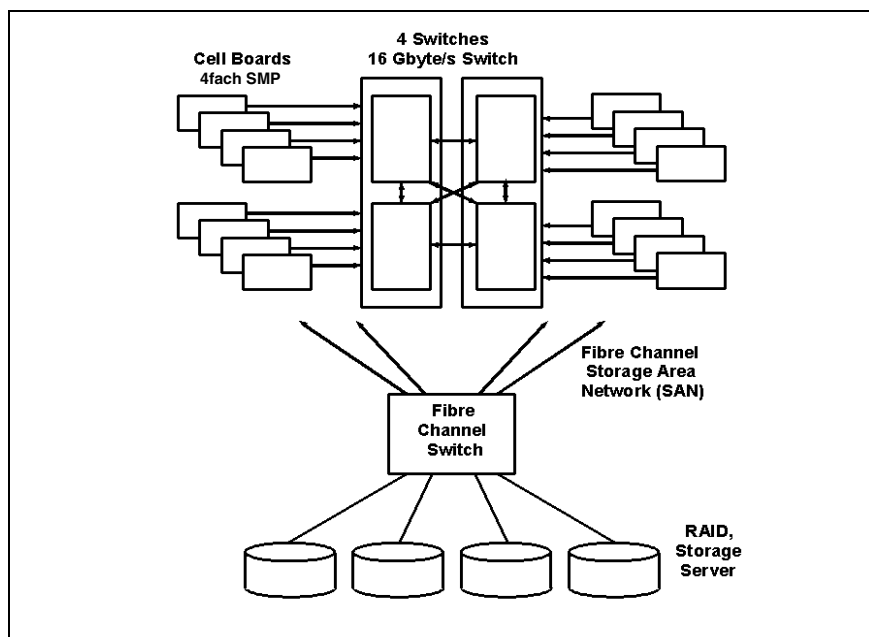 Cell Boards
4fach SMP
4 Switches
16 Gbyte/s Switch
Fibre Channel
Storage Area
Network (SAN)
Fibre
Channel
Switch
RAID,
Storage
Server